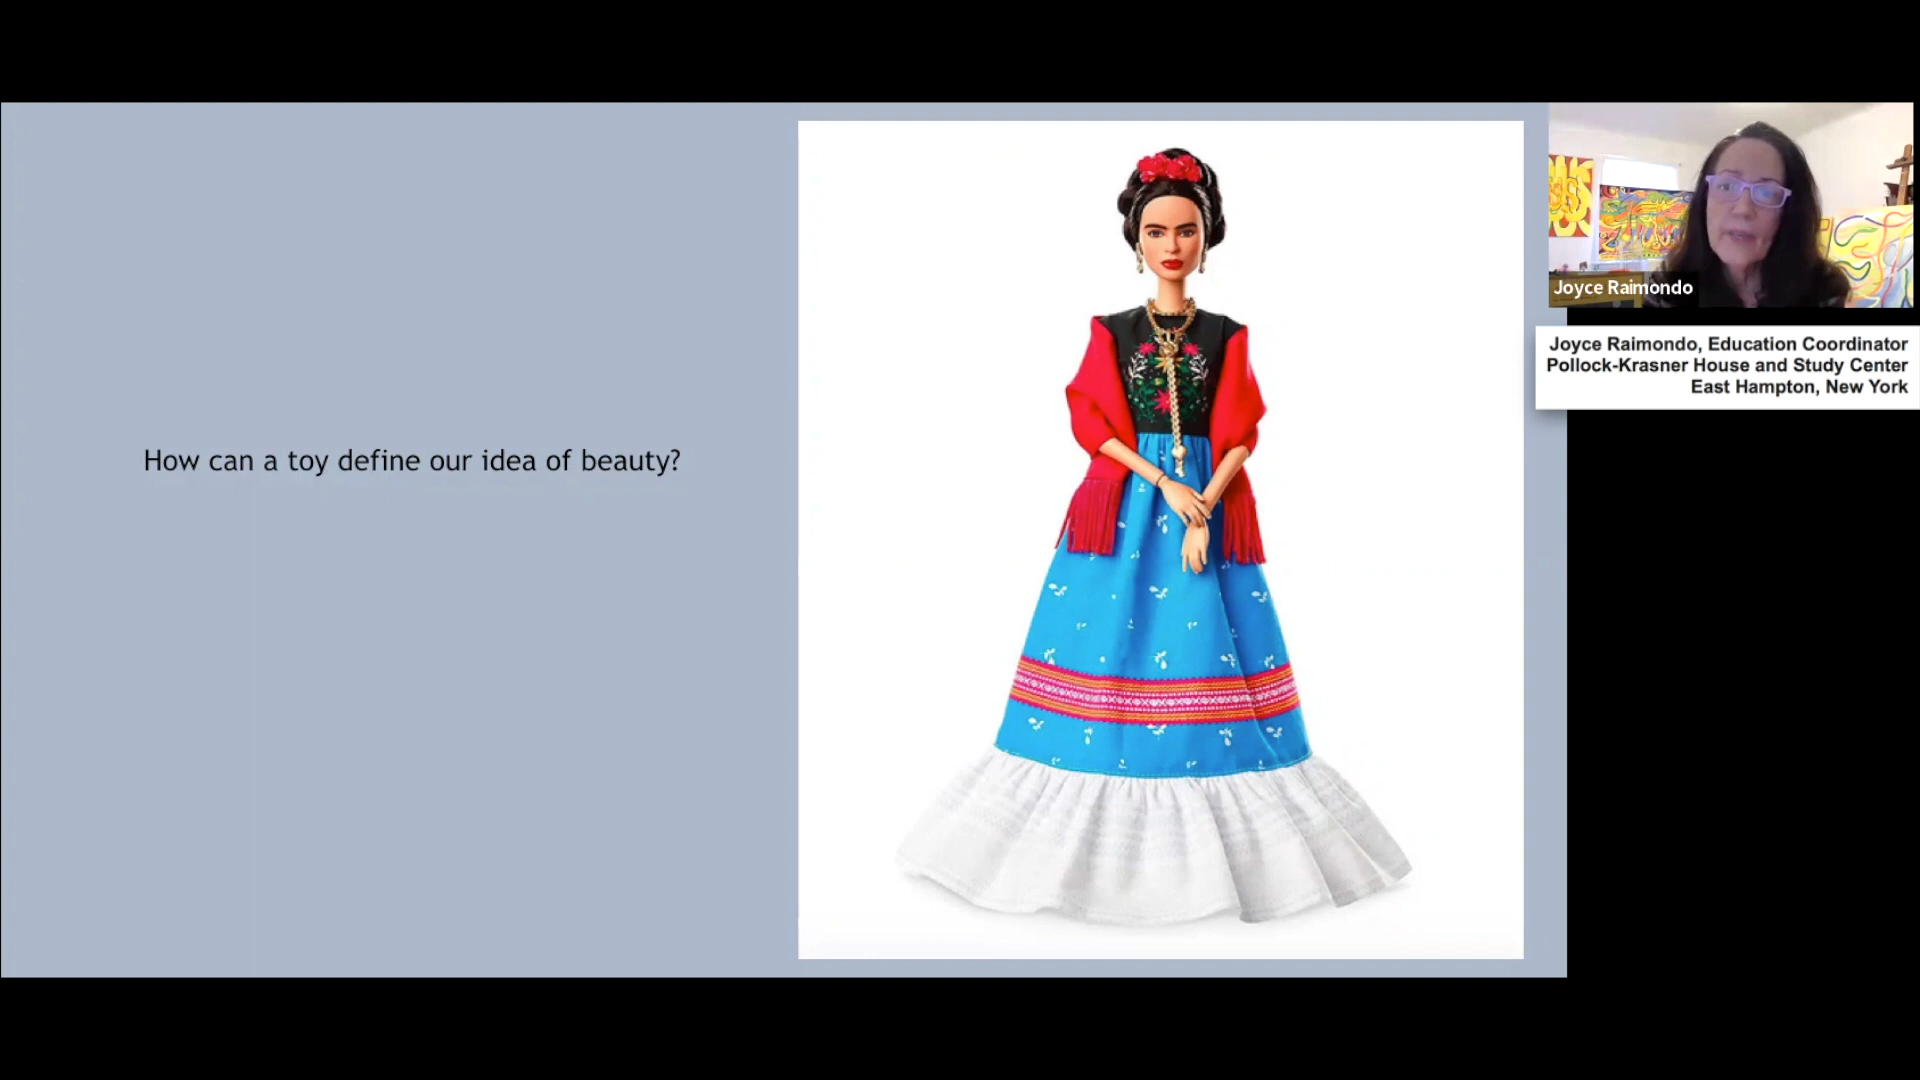 How can a toy define our idea of beauty?
Joyce Raimondo
Joyce Raimondo, Education Coordinator
Pollock-Krasner House and Study Center
East Hampton, New York